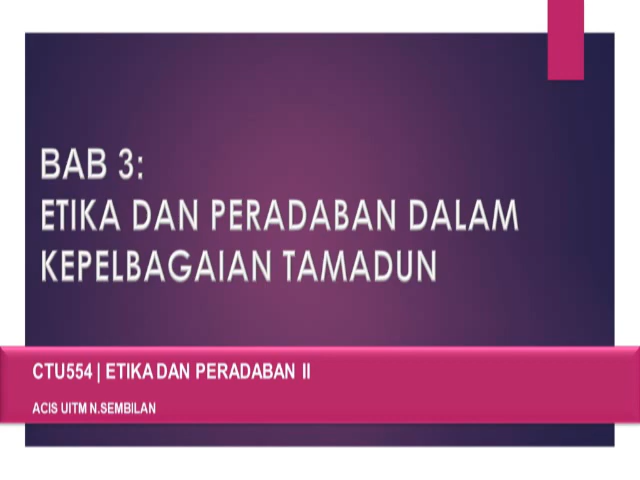 BAB 3:
ETIKA DAN PERADABAN DALAM
KEPELBAGAIAN TAMADUN
CTU554 | ETIKA DAN PERADABAN II
ACIS UITM N.SEMBILAN